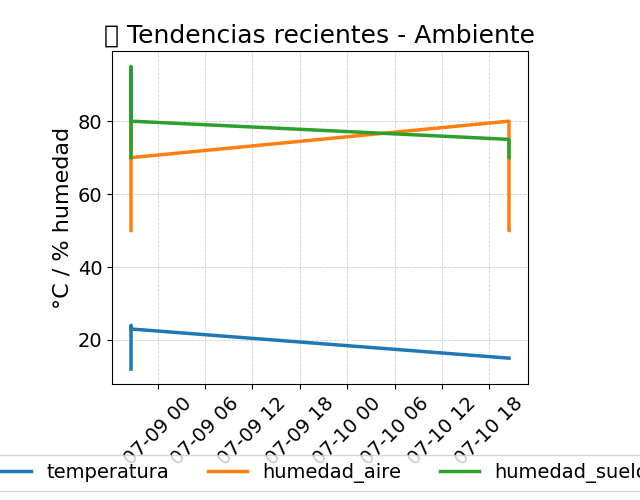 Tendencias recientes - Ambiente
°C / % humedad
80
60
40
20
07-09 00
07-09 06
07-09 12
07-09 18
07-10 00
07-10 06
07-10 12
07-10 18
temperatura
humedad_aire
humedad_suelo